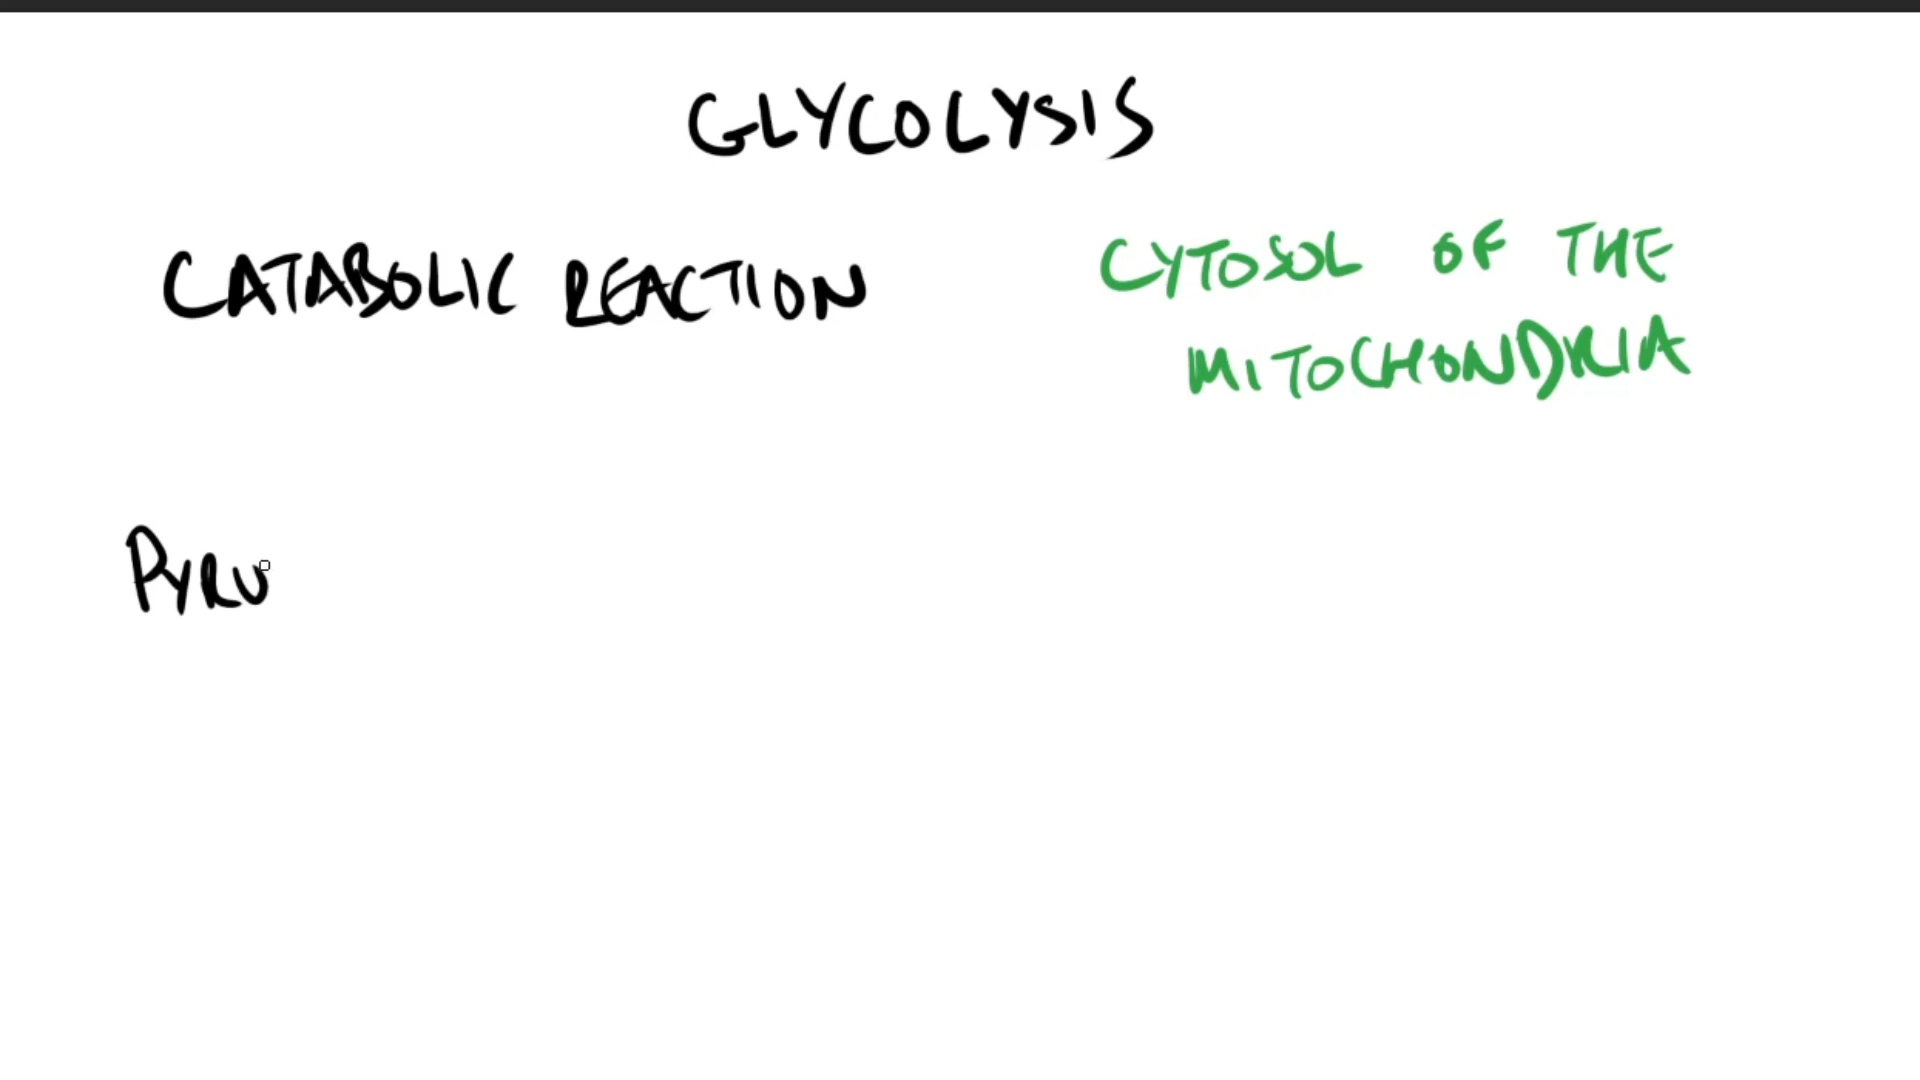 GLYCOLYSIS
CATABOLIC REACTION
CYTOSOL OF THE
MITOCHONDRIA
PYRU